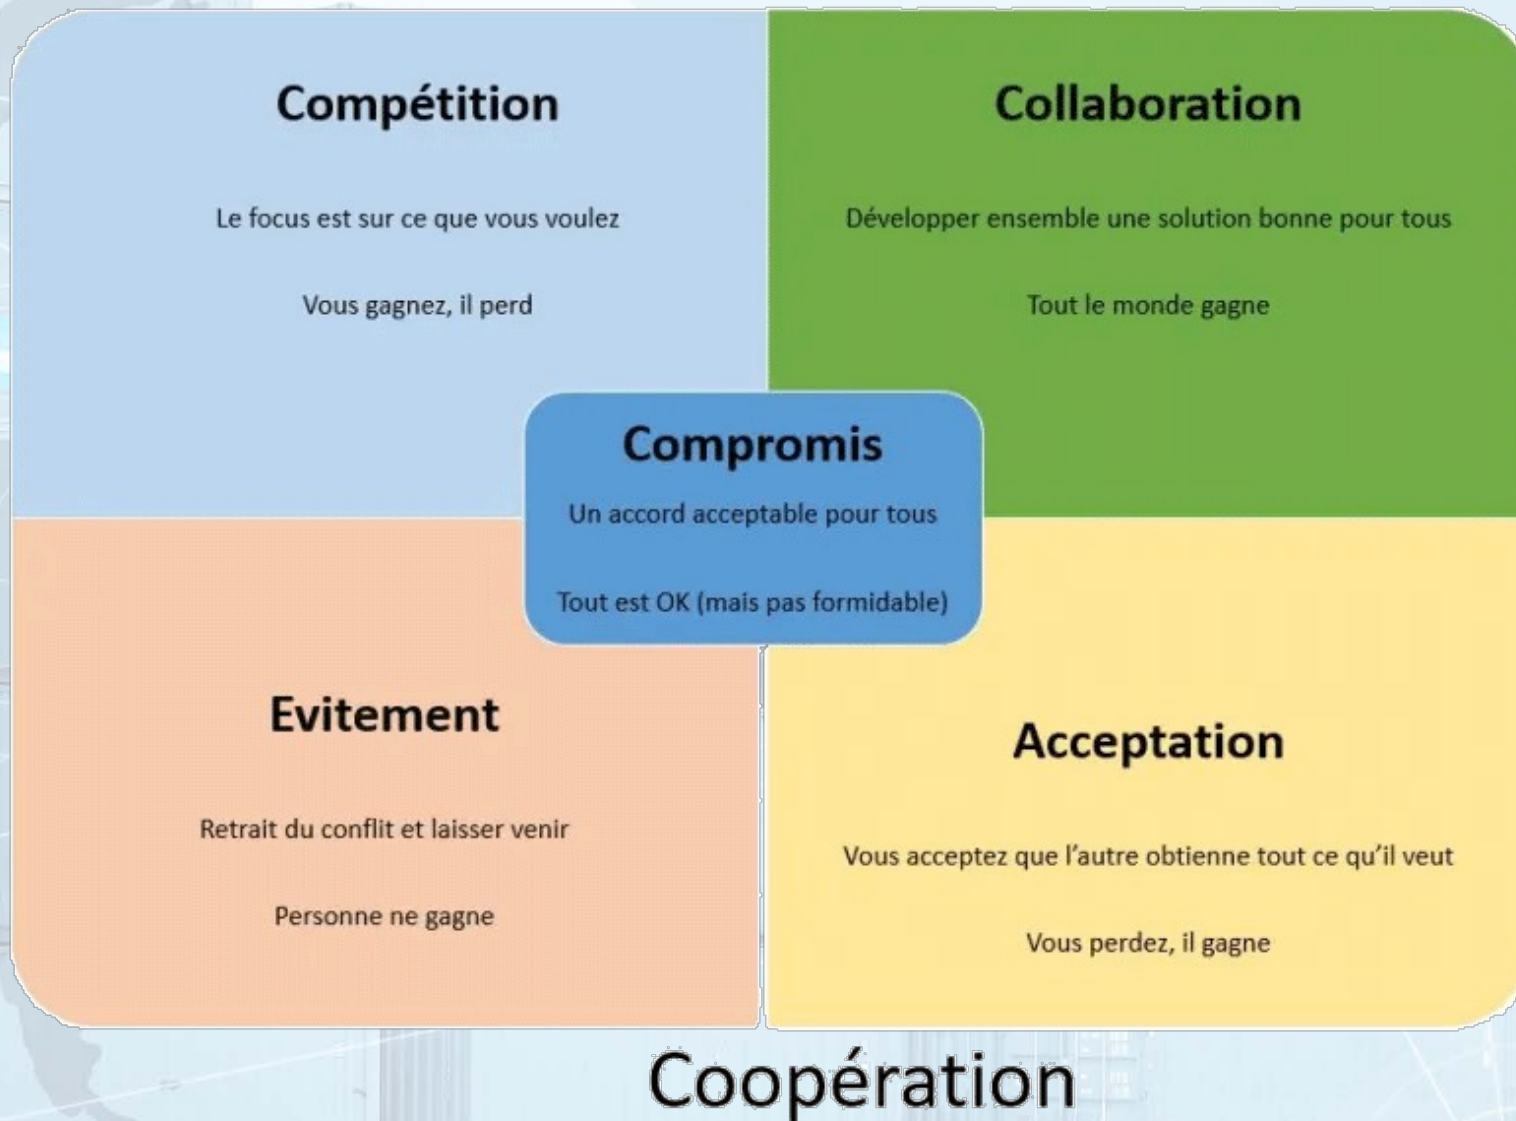 Compétition
Le focus est sur ce que vous voulez
Vous gagnez, il perd
Collaboration
Développer ensemble une solution bonne pour tous
Tout le monde gagne
Compromis
Un accord acceptable pour tous
Tout est OK (mais pas formidable)
Evitement
Retrait du conflit et laisser venir
Personne ne gagne
Acceptation
Vous acceptez que l’autre obtienne tout ce qu’il veut
Vous perdez, il gagne
Coopération